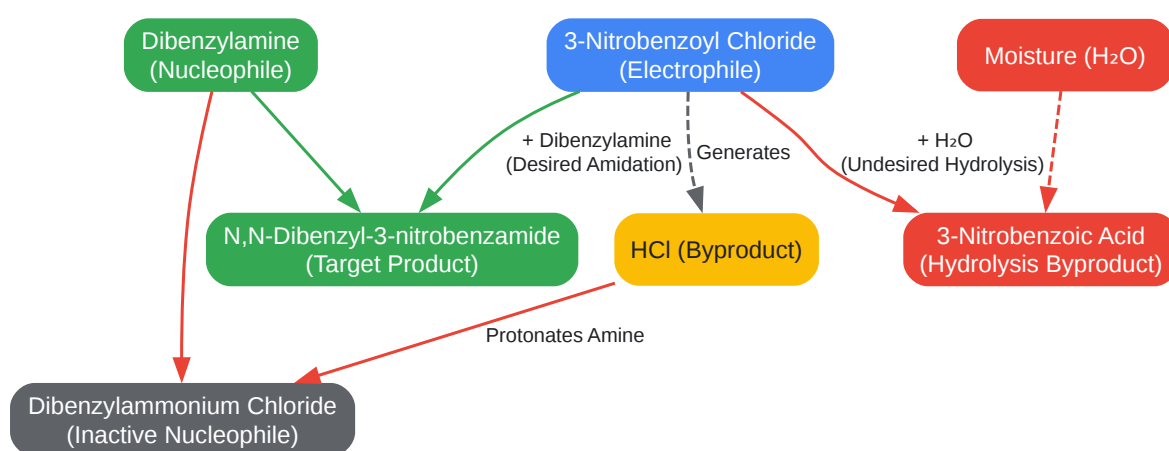 Dibenzylamine
(Nucleophile)
3-Nitrobenzoyl Chloride
(Electrophile)
Moisture (H₂O)
+ Dibenzylamine
(Desired Amidation)
Generates
+ H₂O
(Undesired Hydrolysis)
N,N-Dibenzyl-3-nitrobenzamide
(Target Product)
HCl (Byproduct)
3-Nitrobenzoic Acid
(Hydrolysis Byproduct)
Protonates Amine
Dibenzylammonium Chloride
(Inactive Nucleophile)